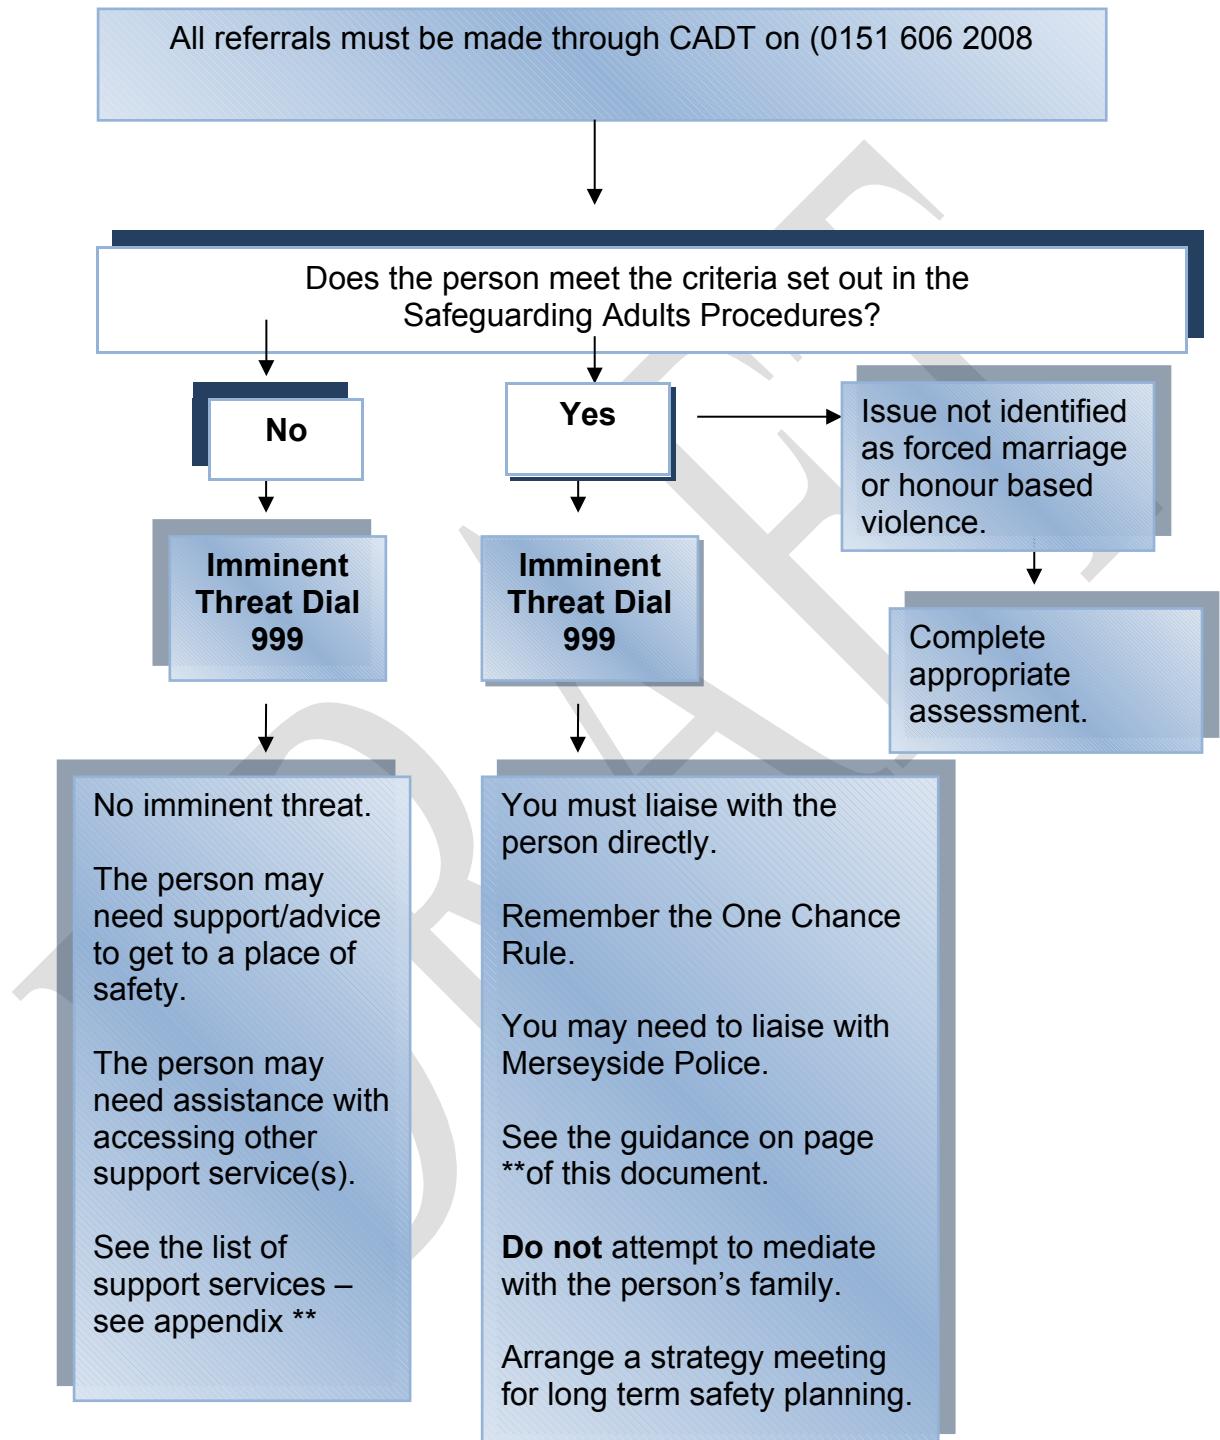 All referrals must be made through CADT on (0151 606 2008
Does the person meet the criteria set out in the
Safeguarding Adults Procedures?
No
Yes
Issue not identified
as forced marriage
or honour based
violence.
Imminent
Threat Dial
999
Imminent
Threat Dial
999
Complete
appropriate
assessment.
No imminent threat.
The person may
need support/advice
to get to a place of
safety.
The person may
need assistance with
accessing other
support service(s).
See the list of
support services –
see appendix **
You must liaise with the
person directly.
Remember the One Chance
Rule.
You may need to liaise with
Merseyside Police.
See the guidance on page
**of this document.
Do not attempt to mediate
with the person's family.
Arrange a strategy meeting
for long term safety planning.
DRAFT